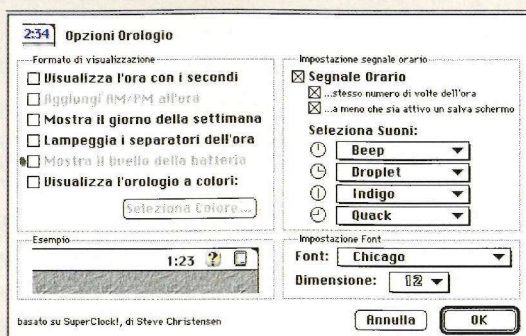 2:34 Opzioni Orologio
Formato di visualizzazione
Visualizza l'ora con i secondi
Aggiungi AM/PM all'ora
Mostra il giorno della settimana
Lampeggia i separatori dell'ora
Mostra il livello della batteria
Visualizza l'orologio a colori:
Seleziona Colore...
Esempio
1:23
basato su SuperClock!, di Steve Christensen
Impostazione segnale orario
Segnale Orario
...stesso numero di volte dell'ora
...a meno che sia attivo un salva schermo
Seleziona Suoni:
Beep
Droplet
Indigo
Quack
Impostazione Font
Font: Chicago
Dimensione: 12
Annulla OK